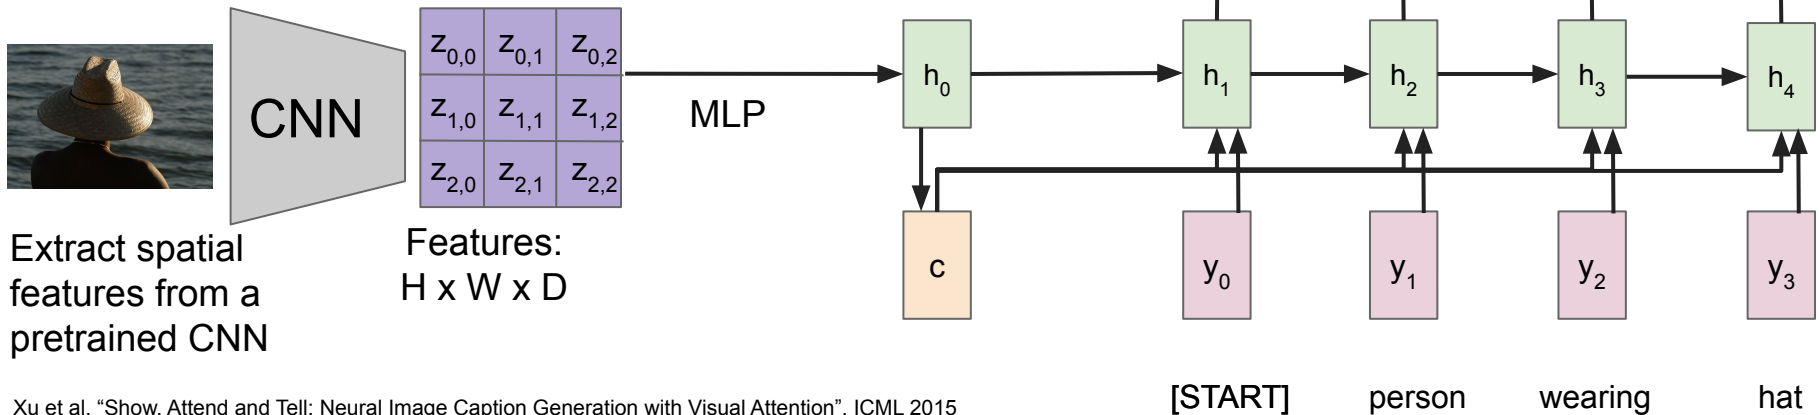 CNN
z0,0 z0,1 z0,2
z1,0 z1,1 z1,2
z2,0 z2,1 z2,2
MLP
h0
h1
h2
h3
h4
c
y0
y1
y2
y3
Extract spatial
features from a
pretrained CNN
Features:
H x W x D
[START]
person
wearing
hat
Xu et al, “Show, Attend and Tell: Neural Image Caption Generation with Visual Attention”, ICML 2015